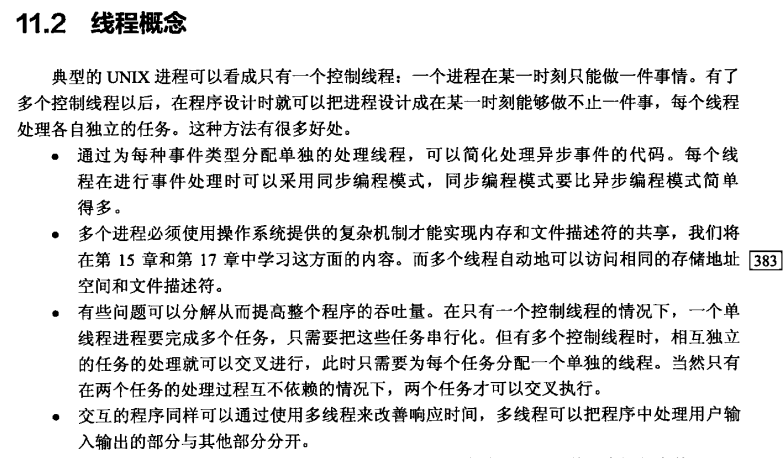 11.2 线程概念
典型的 UNIX 进程可以看成只有一个控制线程：一个进程在某一时刻只能做一件事情。有了
多个控制线程以后，在程序设计时就可以把进程设计成在某一时刻能够做不止一件事，每个线程
处理各自独立的任务。这种方法有很多好处。
• 通过为每种事件类型分配单独的处理线程，可以简化处理异步事件的代码。每个线
程在进行事件处理时可以采用同步编程模式，同步编程模式要比异步编程模式简单
得多。
• 多个进程必须使用操作系统提供的复杂机制才能实现内存和文件描述符的共享，我们将
在第 15 章和第 17 章中学习这方面的内容。而多个线程自动地可以访问相同的存储地址 383
空间和文件描述符。
• 有些问题可以分解从而提高整个程序的吞吐量。在只有一个控制线程的情况下，一个单
线程进程要完成多个任务，只需要把这些任务串行化。但有多个控制线程时，相互独立
的任务的处理就可以交叉进行，此时只需要为每个任务分配一个单独的线程。当然只有
在两个任务的处理过程互不依赖的情况下，两个任务才可以交叉执行。
• 交互的程序同样可以通过使用多线程来改善响应时间，多线程可以把程序中处理用户输
入输出的部分与其他部分分开。